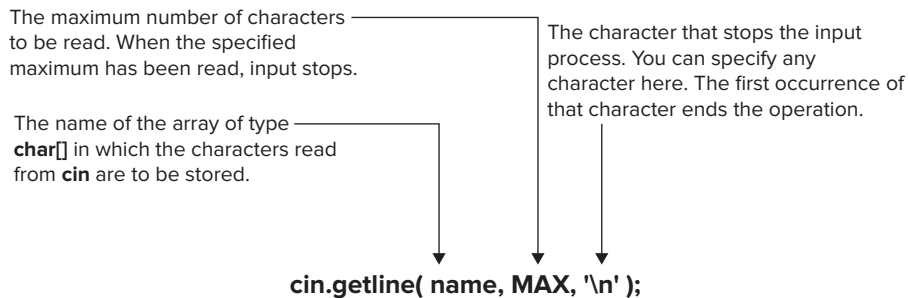 The maximum number of characters
to be read. When the specified
maximum has been read, input stops.
The character that stops the input
process. You can specify any
character here. The first occurrence of
that character ends the operation.
The name of the array of type
char[] in which the characters read
from cin are to be stored.
cin.getline( name, MAX, '\n' );